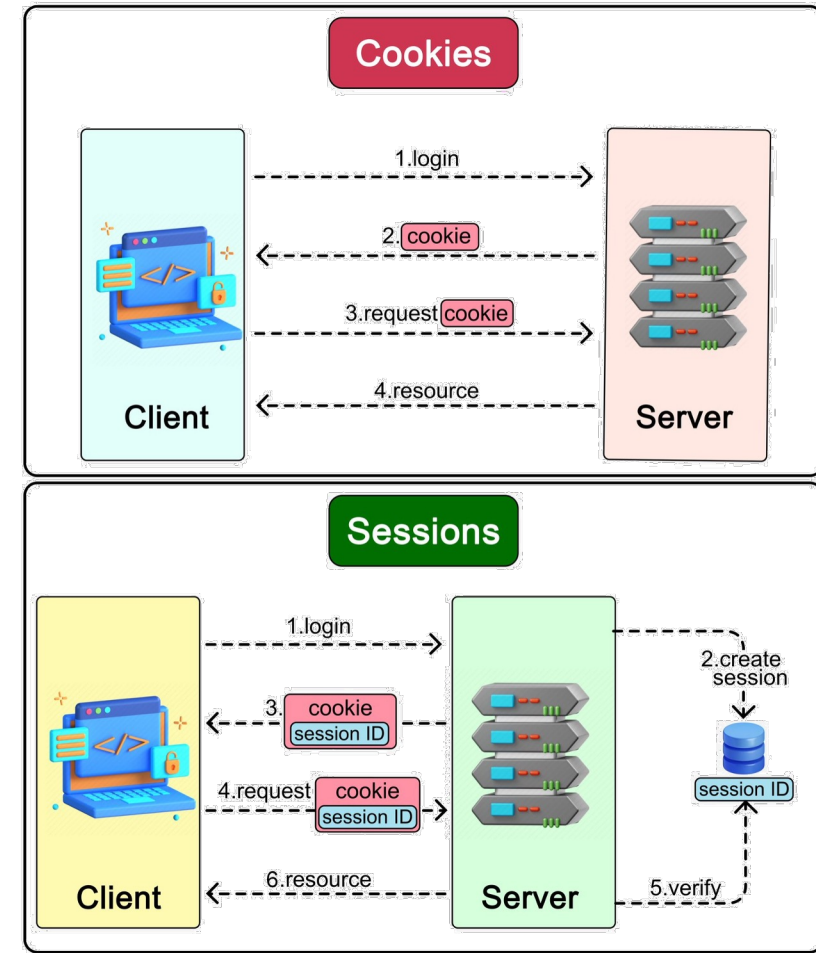 Cookies
1.login
2. cookie
3.request cookie
4.resource
Client
Server
Sessions
1.login
2.create
session
3. cookie
session ID
4.request cookie
session ID
session ID
5.verify
6.resource
Client
Server